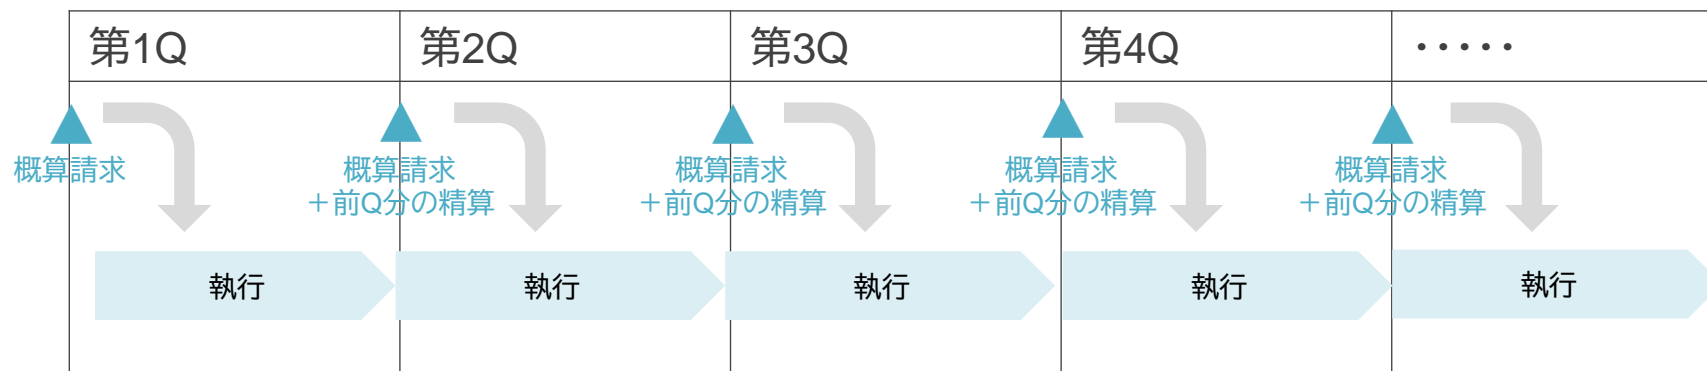 第1Q
第2Q
第3Q
第4Q
・・・・・
概算請求
概算請求
＋前Q分の精算
概算請求
＋前Q分の精算
概算請求
＋前Q分の精算
概算請求
＋前Q分の精算
執行
執行
執行
執行
執行